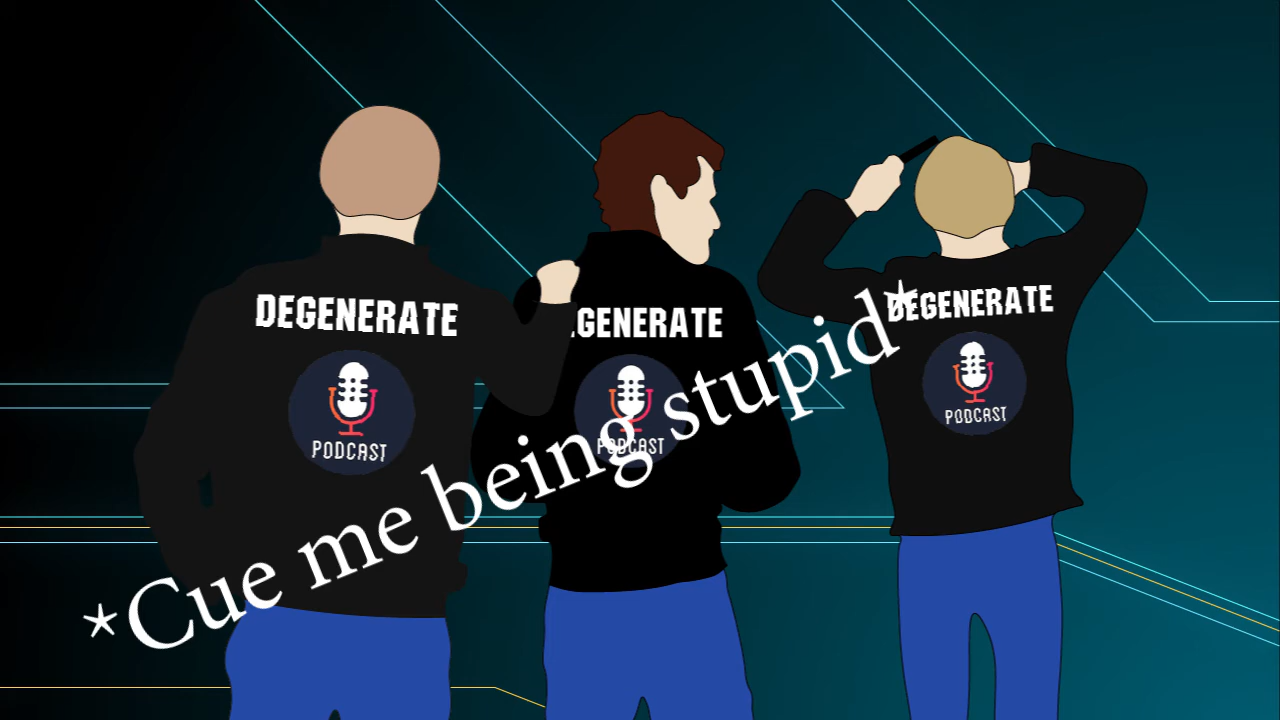 DEGENERATE
PODCAST
EGENERATE
PODCAST
DEGENERATE
PODCAST
*Cue me being stupid*